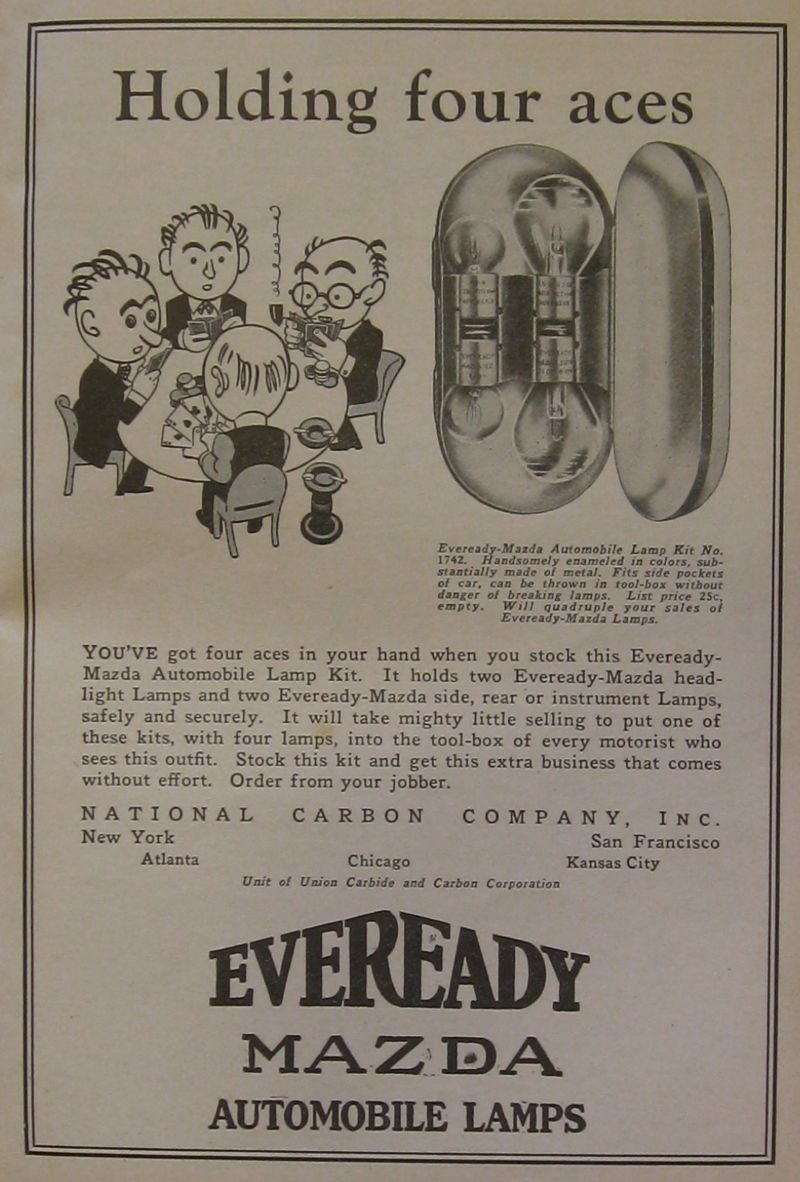 Holding four aces
Eveready-Mazda Automobile Lamp Kit No.
1742. Handsomely enameled in colors, sub-
stantially made of metal. Fits side pockets
of car, can be thrown in tool-box without
danger of breaking lamps. List price 25c,
empty. Will quadruple your sales of
Eveready-Mazda Lamps.
YOU'VE got four aces in your hand when you stock this Eveready-
Mazda Automobile Lamp Kit. It holds two Eveready-Mazda head-
light Lamps and two Eveready-Mazda side, rear or instrument Lamps,
safely and securely. It will take mighty little selling to put one of
these kits, with four lamps, into the tool-box of every motorist who
sees this outfit. Stock this kit and get this extra business that comes
without effort. Order from your jobber.
NATIONAL CARBON COMPANY, INC.
New York San Francisco
Atlanta Chicago Kansas City
Unit of Union Carbide and Carbon Corporation
EVEREADY
MAZDA
AUTOMOBILE LAMPS